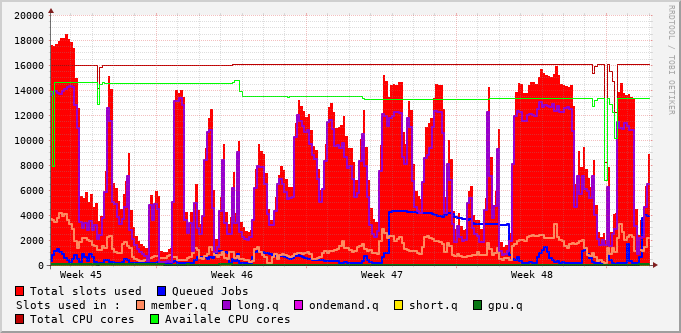 20000
18000
16000
14000
12000
10000
8000
6000
4000
2000
0
Week 45 Week 46 Week 47 Week 48
RRDTOOL / TOBI OETIKER
Total slots used Queued Jobs
Slots used in : member.q long.q ondemand.q short.q gpu.q
Total CPU cores Availale CPU cores